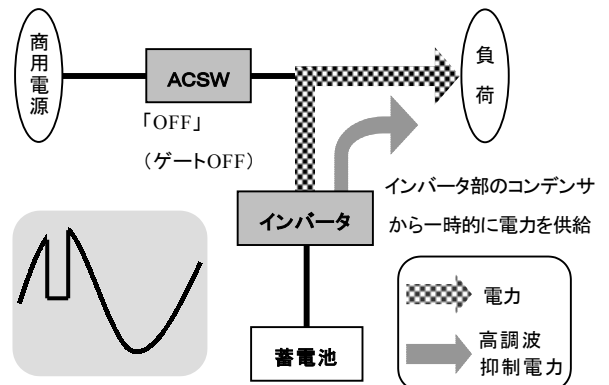 商用電源
ACSW
負荷
「OFF」
（ゲートOFF）
インバータ部のコンデンサ
から一時的に電力を供給
インバータ
電力
高調波
抑制電力
蓄電池